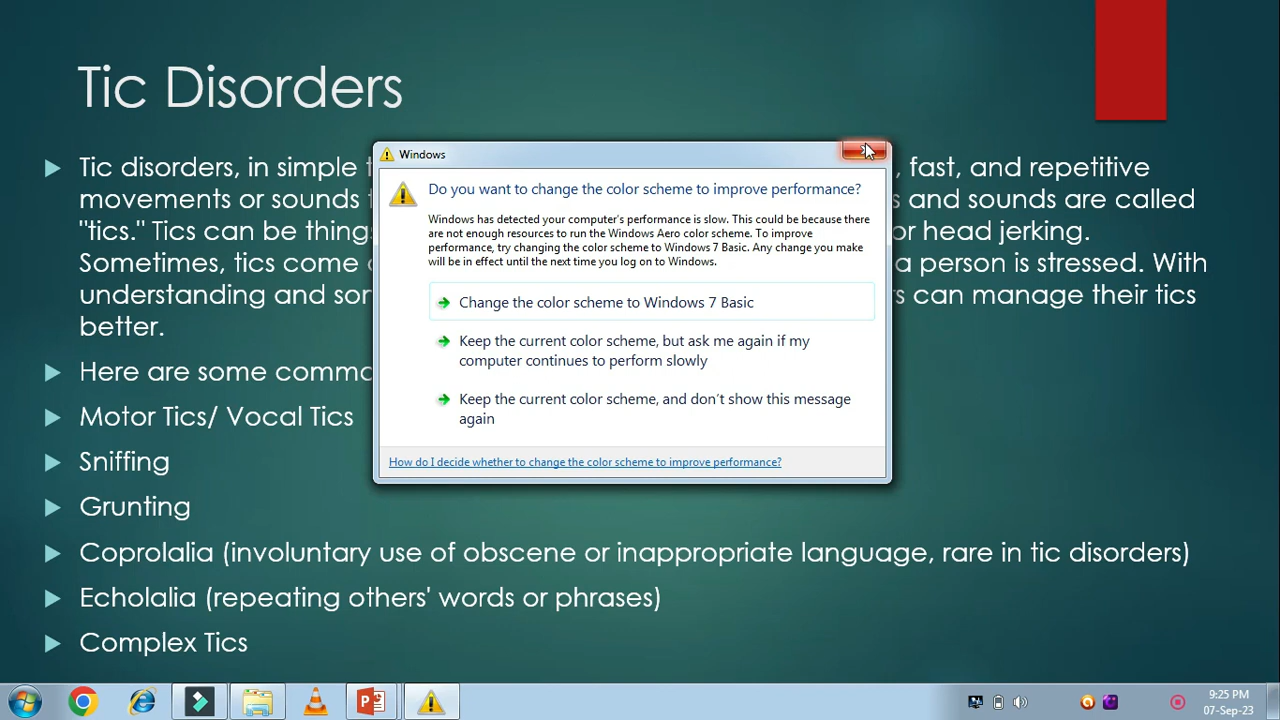 Tic Disorders
Tic disorders, in simple
fast, and repetitive
movements or sounds
and sounds are called
"tics." Tics can be
or head jerking.
Sometimes, tics come
a person is stressed. With
understanding and
can manage their tics
better.
Here are some
Motor Tics/ Vocal Tics
Sniffing
Grunting
Coprolalia (involuntary use of obscene or inappropriate language, rare in tic disorders)
Echolalia (repeating others' words or phrases)
Complex Tics
Windows
Do you want to change the color scheme to improve performance?
Windows has detected your computer's performance is slow. This could be because there
are not enough resources to run the Windows Aero color scheme. To improve
performance, try changing the color scheme to Windows 7 Basic. Any change you make
will be in effect until the next time you log on to Windows.
Change the color scheme to Windows 7 Basic
Keep the current color scheme, but ask me again if my
computer continues to perform slowly
Keep the current color scheme, and don't show this message
again
How do I decide whether to change the color scheme to improve performance?
9:25 PM
07-Sep-23